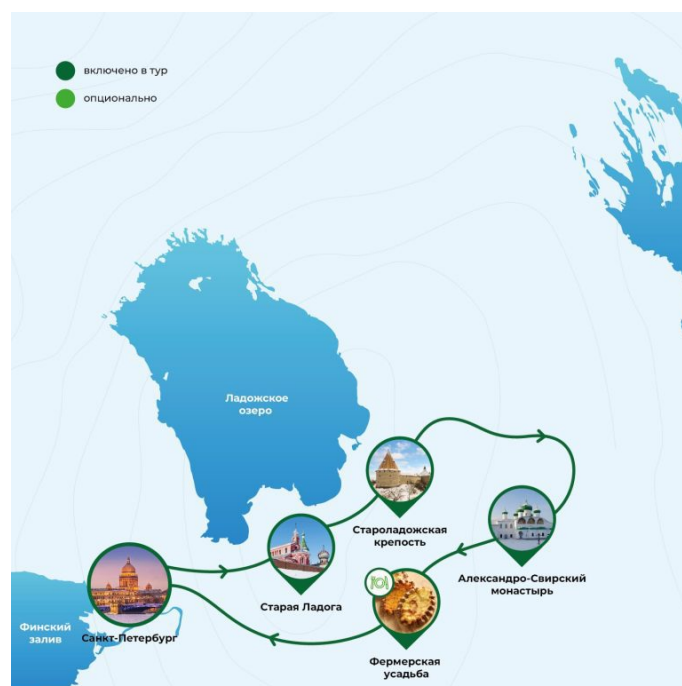 включено в тур
опционально
Ладожское
озеро
Староладожская
крепость
Александро-Свирский
монастырь
Старая Ладога
Финский
залив
Санкт-Петербург
Фермерская
усадьба